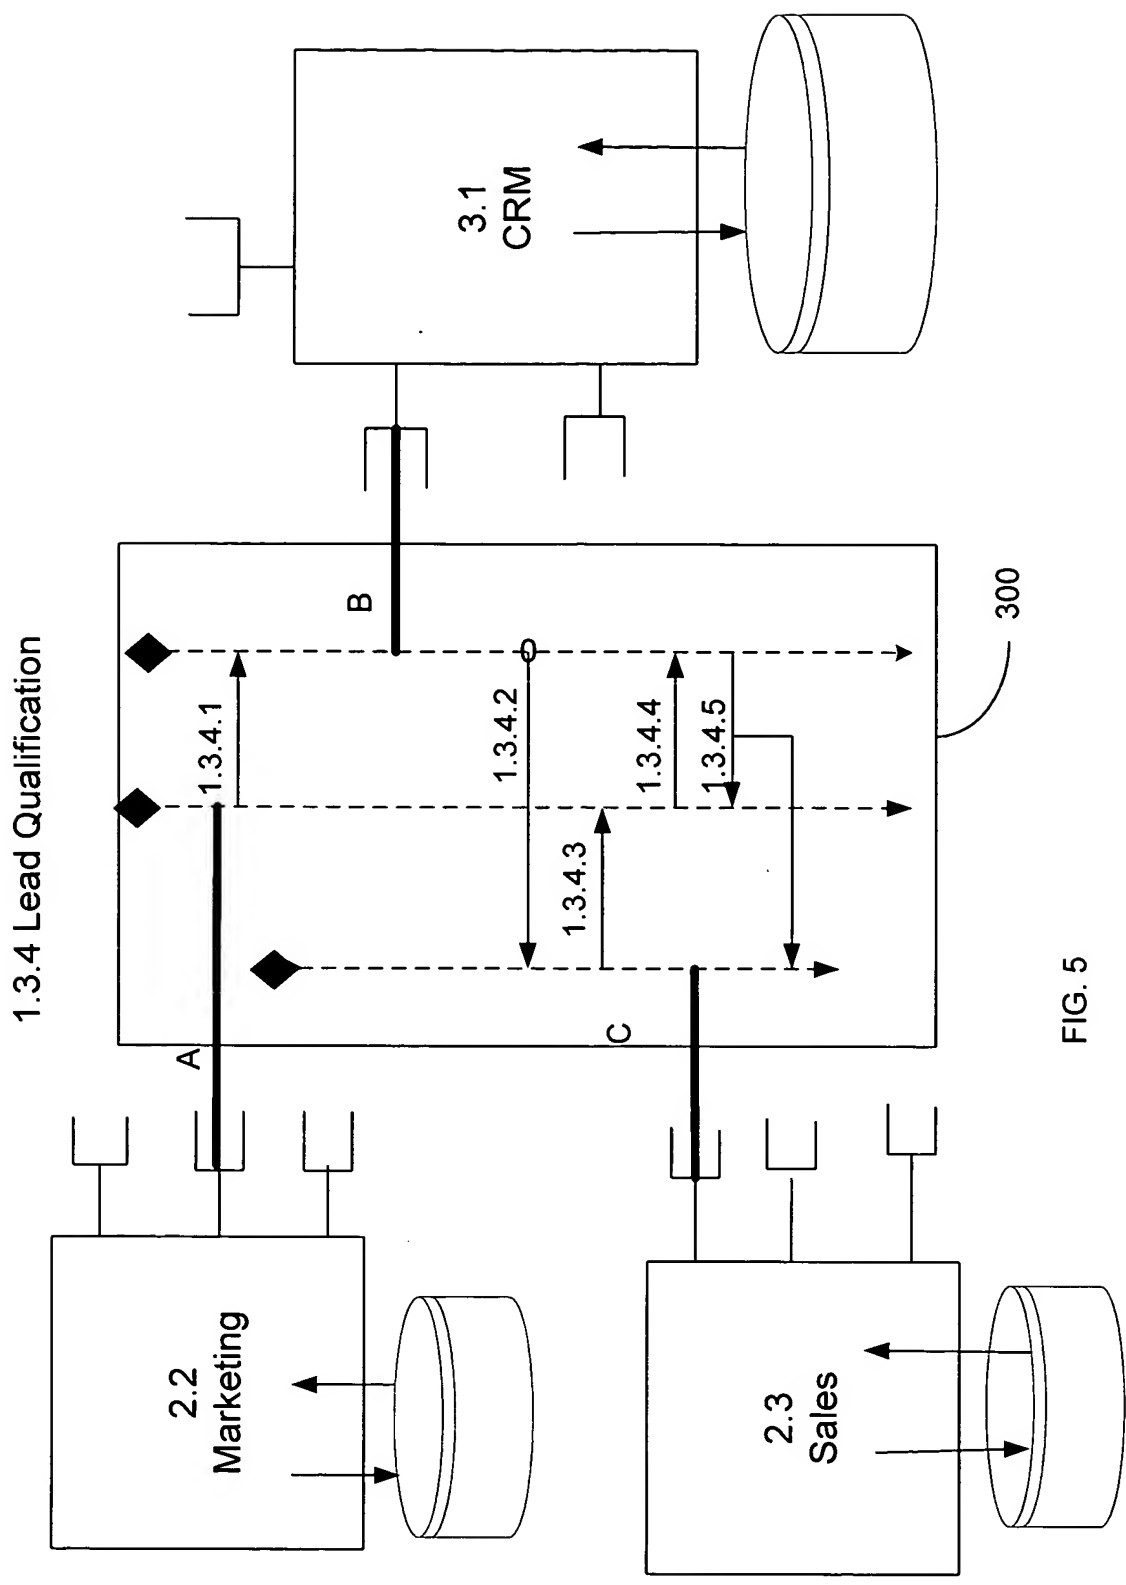 1.3.4 Lead Qualification
2.2
Marketing
A
1.3.4.1
B
3.1
CRM
1.3.4.2
1.3.4.3
C
1.3.4.4
1.3.4.5
2.3
Sales
300
FIG. 5